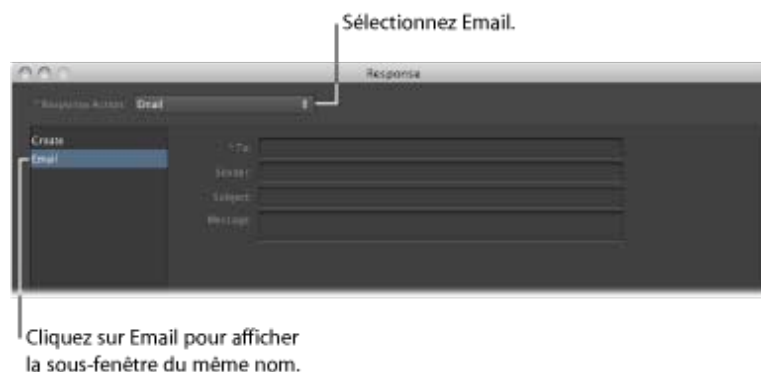 Sélectionnez Email.
Response
* Response Action: Email
Create
Email
* To:
Sender:
Subject:
Message:
Cliquez sur Email pour afficher
la sous-fenêtre du même nom.